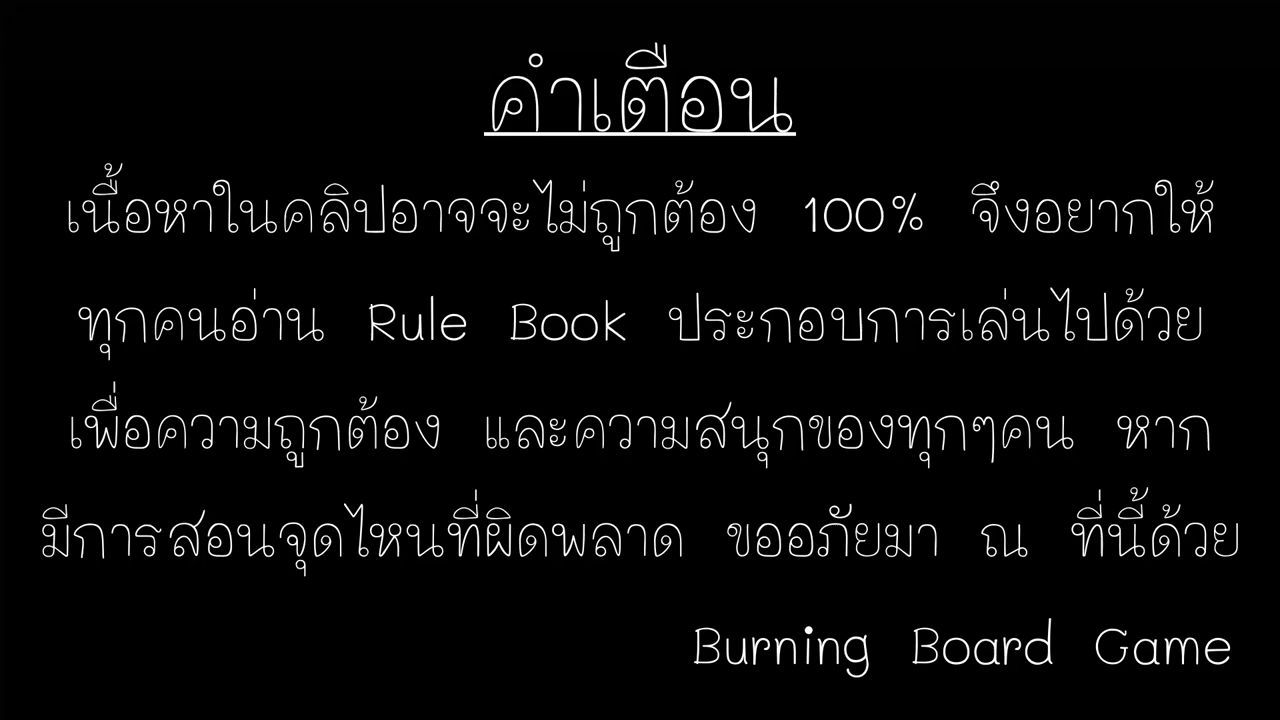 คำเตือน
เนื้อหาในคลิปอาจจะไม่ถูกต้อง 100% จึงอยากให้
ทุกคนอ่าน Rule Book ประกอบการเล่นไปด้วย
เพื่อความถูกต้อง และความสนุกของทุกๆคน หาก
มีการสอนจุดไหนที่ผิดพลาด ขออภัยมา ณ ที่นี้ด้วย
Burning Board Game